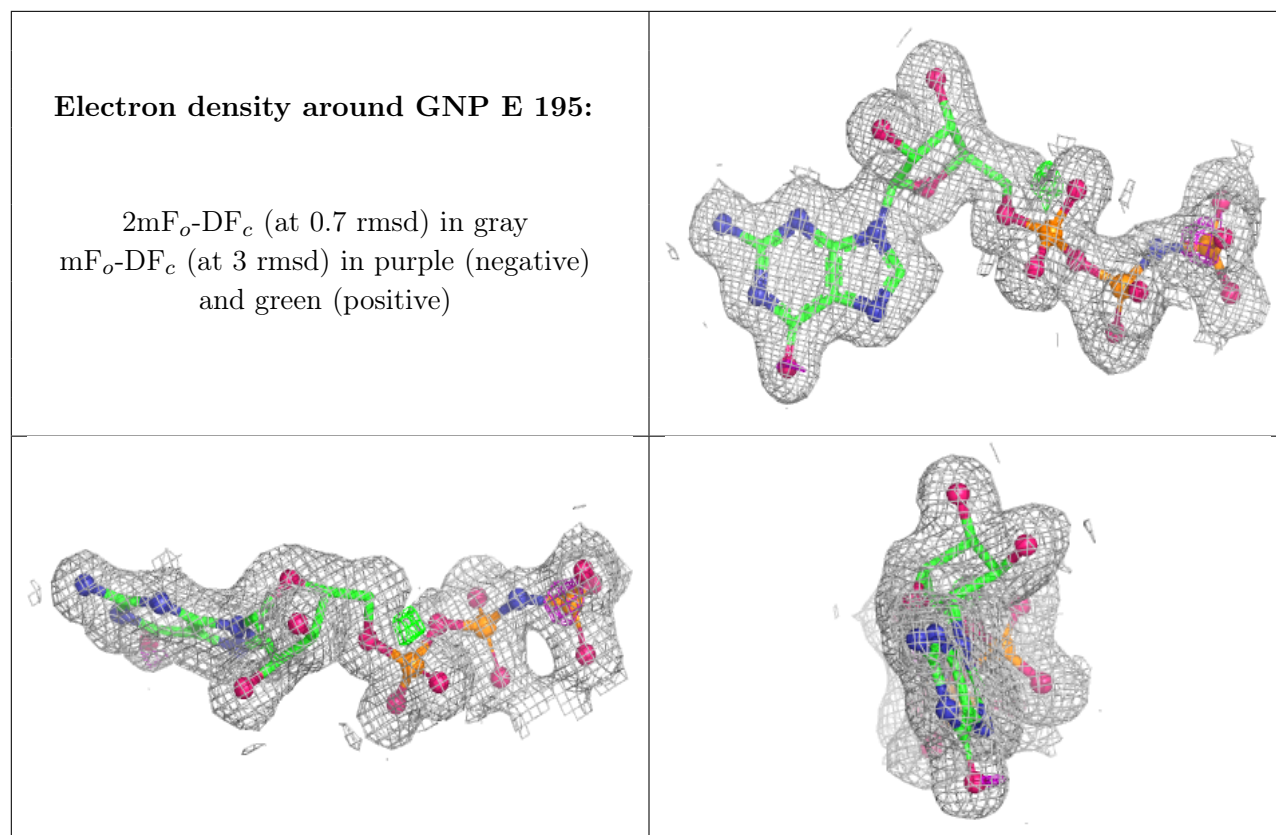 Electron density around GNP E 195:
2mFo-DFc (at 0.7 rmsd) in gray
mFo-DFc (at 3 rmsd) in purple (negative)
and green (positive)